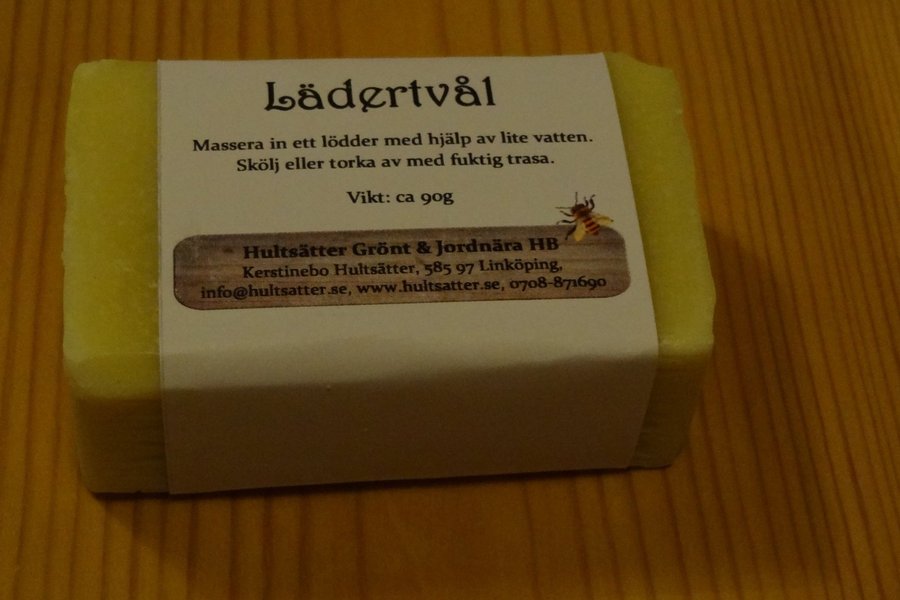 Lädertvål
Massera in ett lödder med hjälp av lite vatten.
Skölj eller torka av med fuktig trasa.
Vikt: ca 90g
Hultsätter Grönt & Jordnära HB
Kerstinebo Hultsätter, 585 97 Linköping,
info@hultsatter.se, www.hultsatter.se, 0708-871690